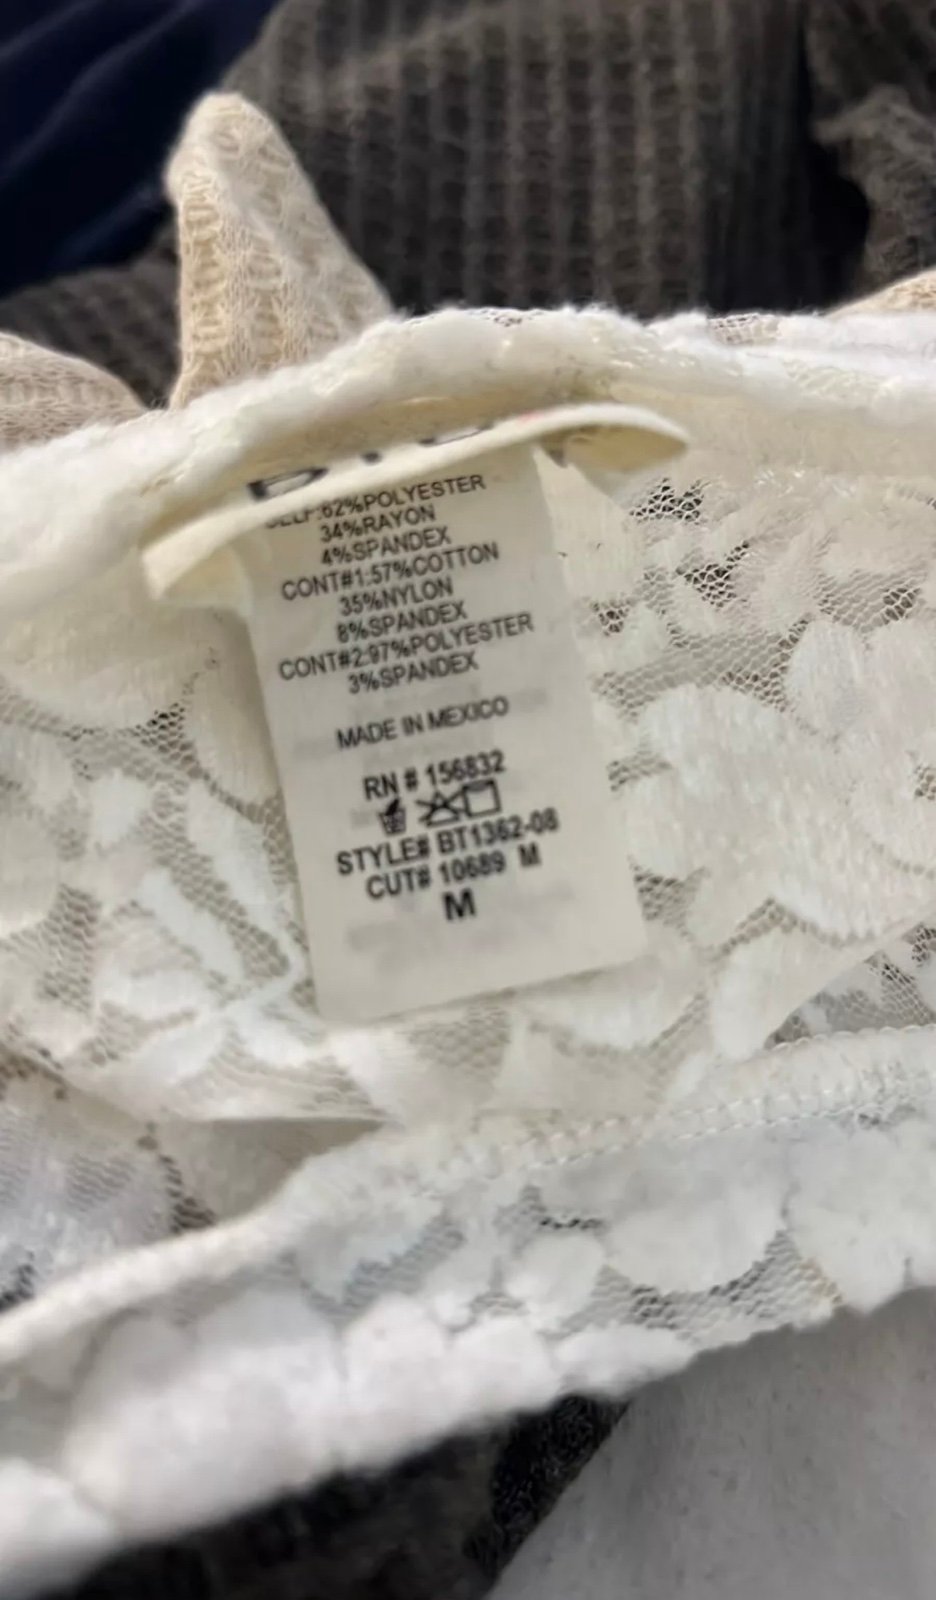 SELF:62%POLYESTER
34%RAYON
4%SPANDEX
CONT#1:57%COTTON
35%NYLON
8%SPANDEX
CONT#2:97%POLYESTER
3%SPANDEX
MADE IN MEXICO
RN # 156832
STYLE# BT1362-08
CUT# 10689 M
M